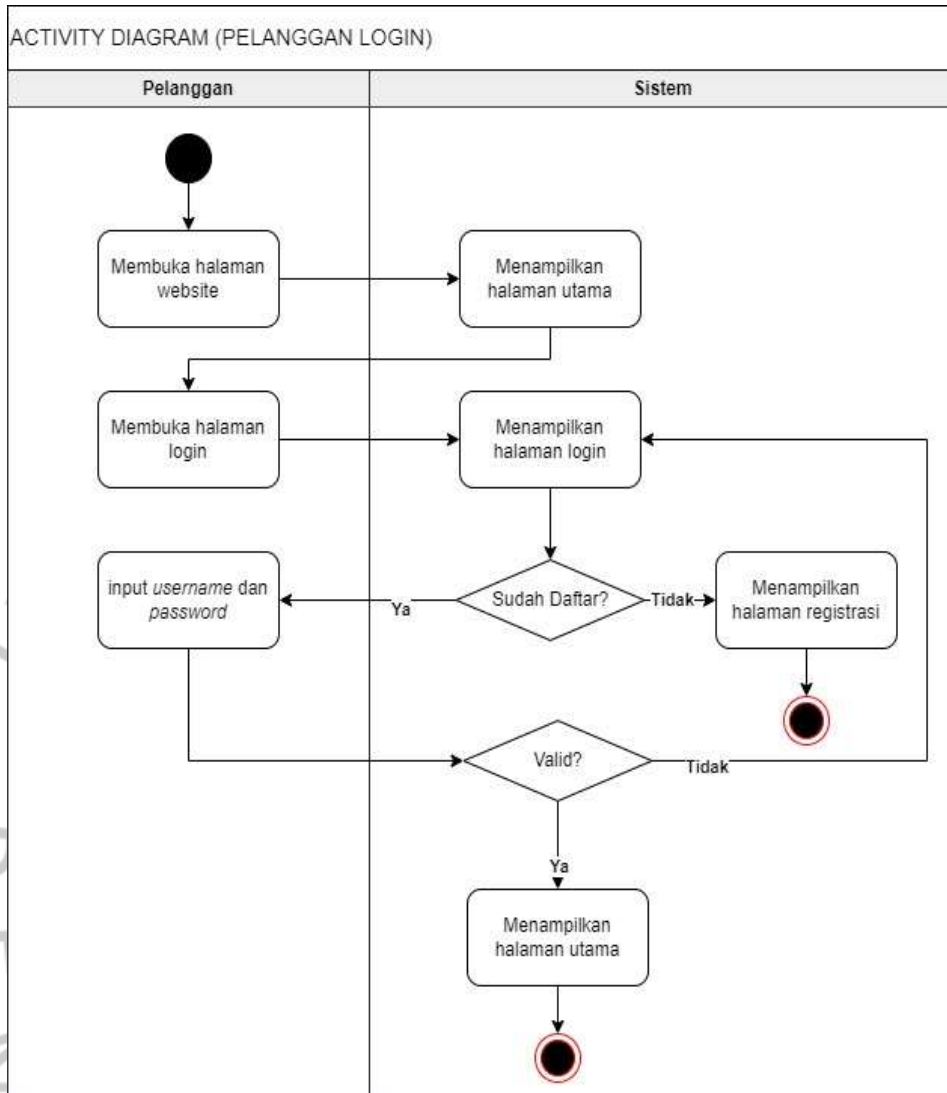 ACTIVITY DIAGRAM (PELANGGAN LOGIN)
Pelanggan
Sistem
Membuka halaman
website
Menampilkan
halaman utama
Membuka halaman
login
Menampilkan
halaman login
input username dan
password
Ya
Sudah Daftar?
Tidak
Menampilkan
halaman registrasi
Valid?
Tidak
Ya
Menampilkan
halaman utama